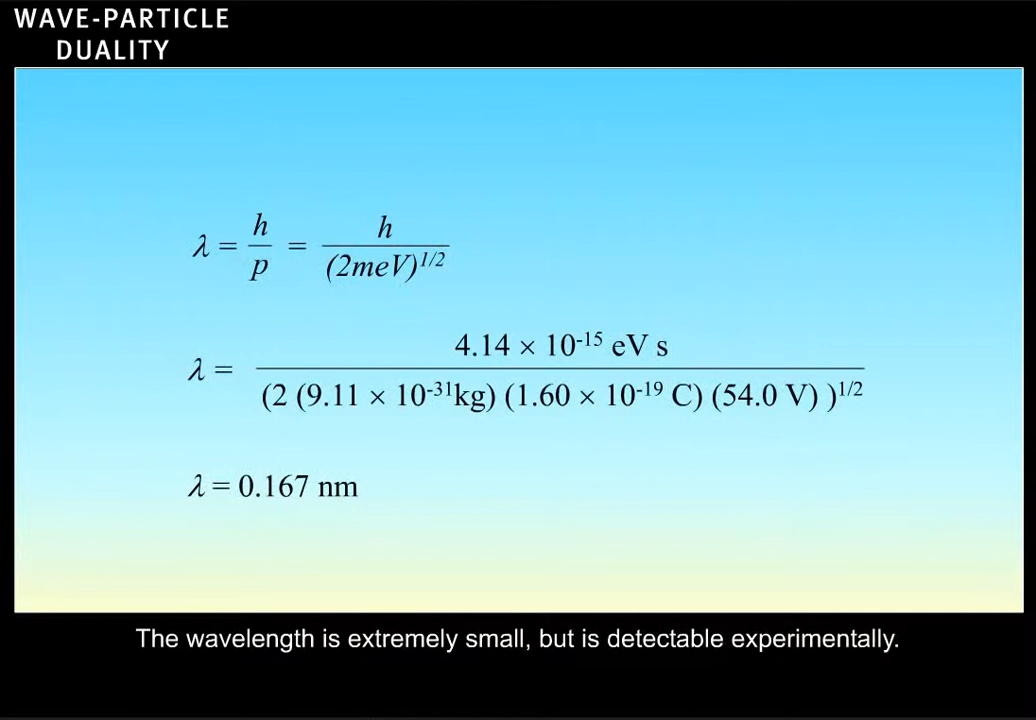 WAVE-PARTICLE
DUALITY
λ = h/p = h/(2meV)^1/2
λ = 4.14 × 10^-15 eV s/(2 (9.11 × 10^-31kg) (1.60 × 10^-19 C) (54.0 V) )^1/2
λ = 0.167 nm
The wavelength is extremely small, but is detectable experimentally.